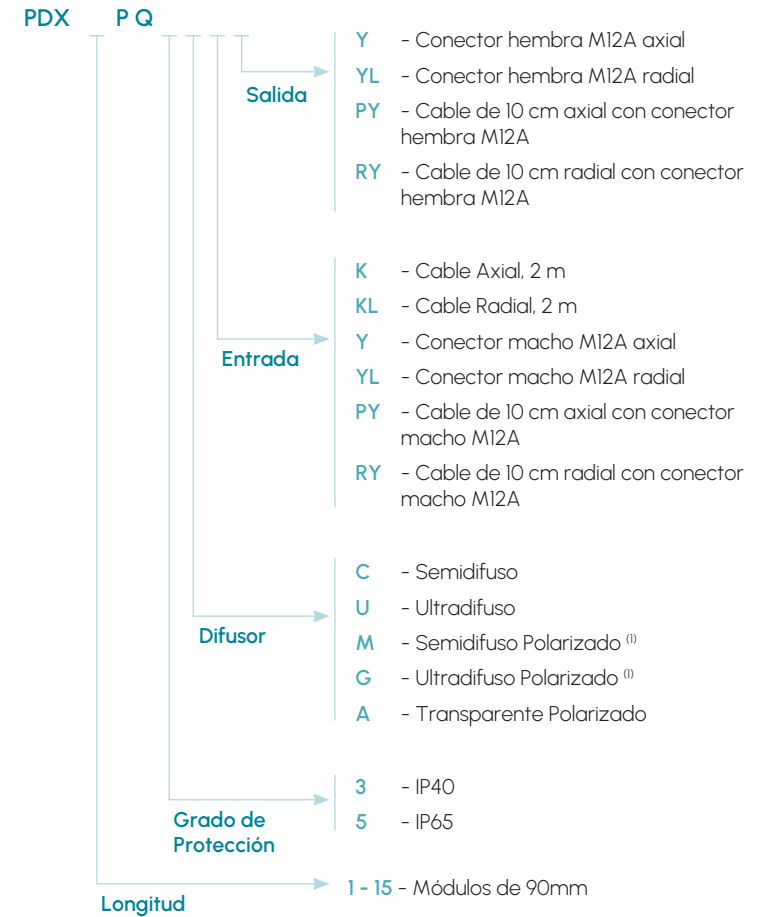 PDX P Q
Y - Conector hembra M12A axial
YL - Conector hembra M12A radial
Salida
PY - Cable de 10 cm axial con conector
hembra M12A
RY - Cable de 10 cm radial con conector
hembra M12A
K - Cable Axial, 2 m
KL - Cable Radial, 2 m
Y - Conector macho M12A axial
Entrada
YL - Conector macho M12A radial
PY - Cable de 10 cm axial con conector
macho M12A
RY - Cable de 10 cm radial con conector
macho M12A
C - Semidifuso
U - Ultradifuso
Difusor
M - Semidifuso Polarizado (1)
G - Ultradifuso Polarizado (1)
A - Transparente Polarizado
3 - IP40
5 - IP65
Grado de
Protección
1 - 15 - Módulos de 90mm
Longitud